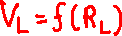 V_L = f(R_L)